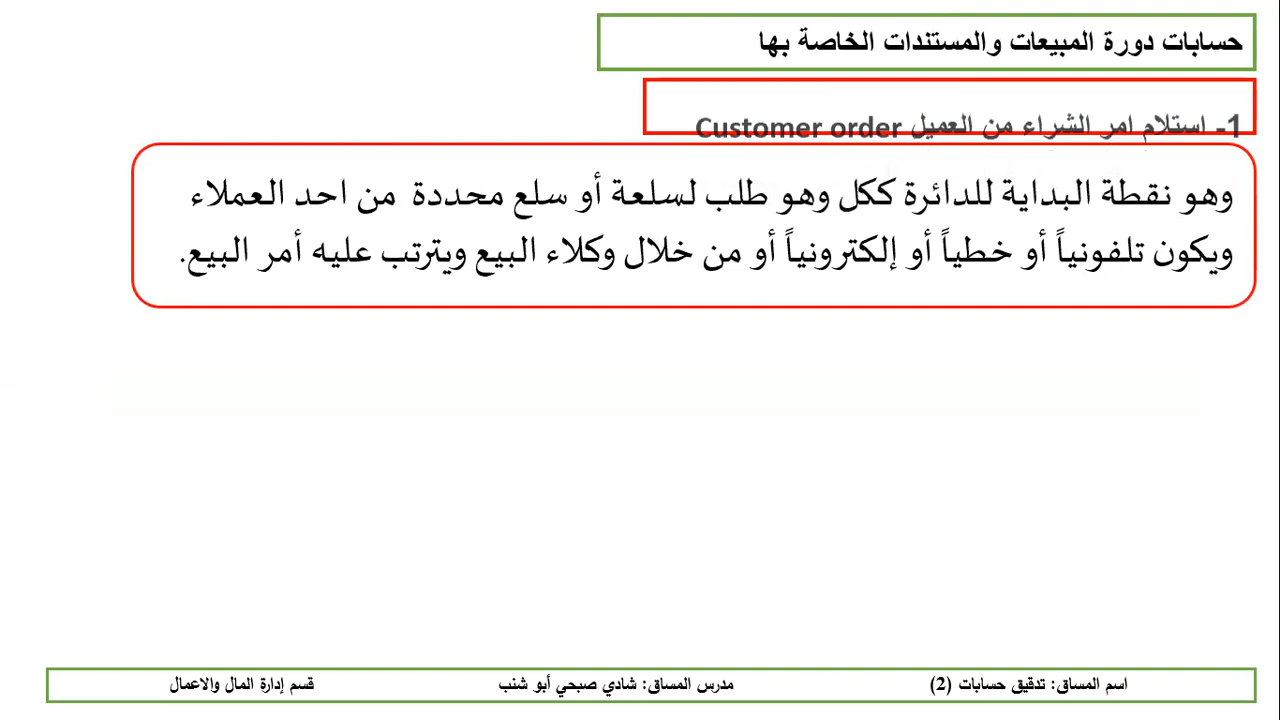 حسابات دورة المبيعات والمستندات الخاصة بها
1- استلام امر الشراء من العميل Customer order
وهو نقطة البداية للدائرة ككل وهو طلب لسلعة أو سلع محددة من احد العملاء
ويكون تلفونياً أو خطياً أو إلكترونياً أو من خلال وكلاء البيع ويترتب عليه أمر البيع.
اسم المساق: تدقيق حسابات (2) مدرس المساق: شادي صبحي أبو شنب قسم إدارة المال والاعمال